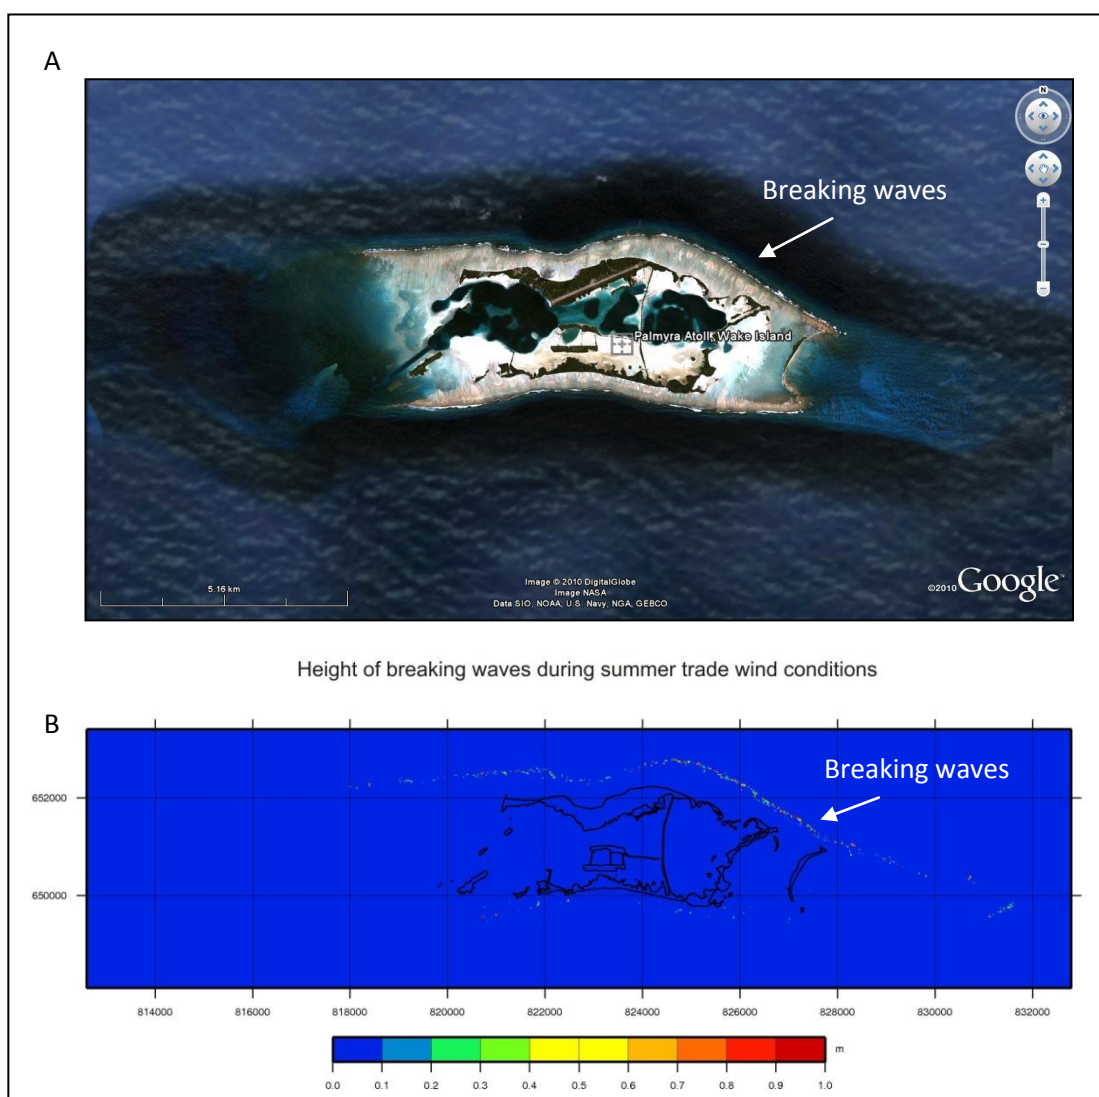 A
N
Breaking waves
Palmyra Atoll, Wake Island
5.16 km
Image © 2010 DigitalGlobe
Image NASA
Data SIO, NOAA, U.S. Navy, NGA, GEBCO
©2010 Google
Height of breaking waves during summer trade wind conditions
B
Breaking waves
652000
650000
814000 816000 818000 820000 822000 824000 826000 828000 830000 832000
m
0.0 0.1 0.2 0.3 0.4 0.5 0.6 0.7 0.8 0.9 1.0